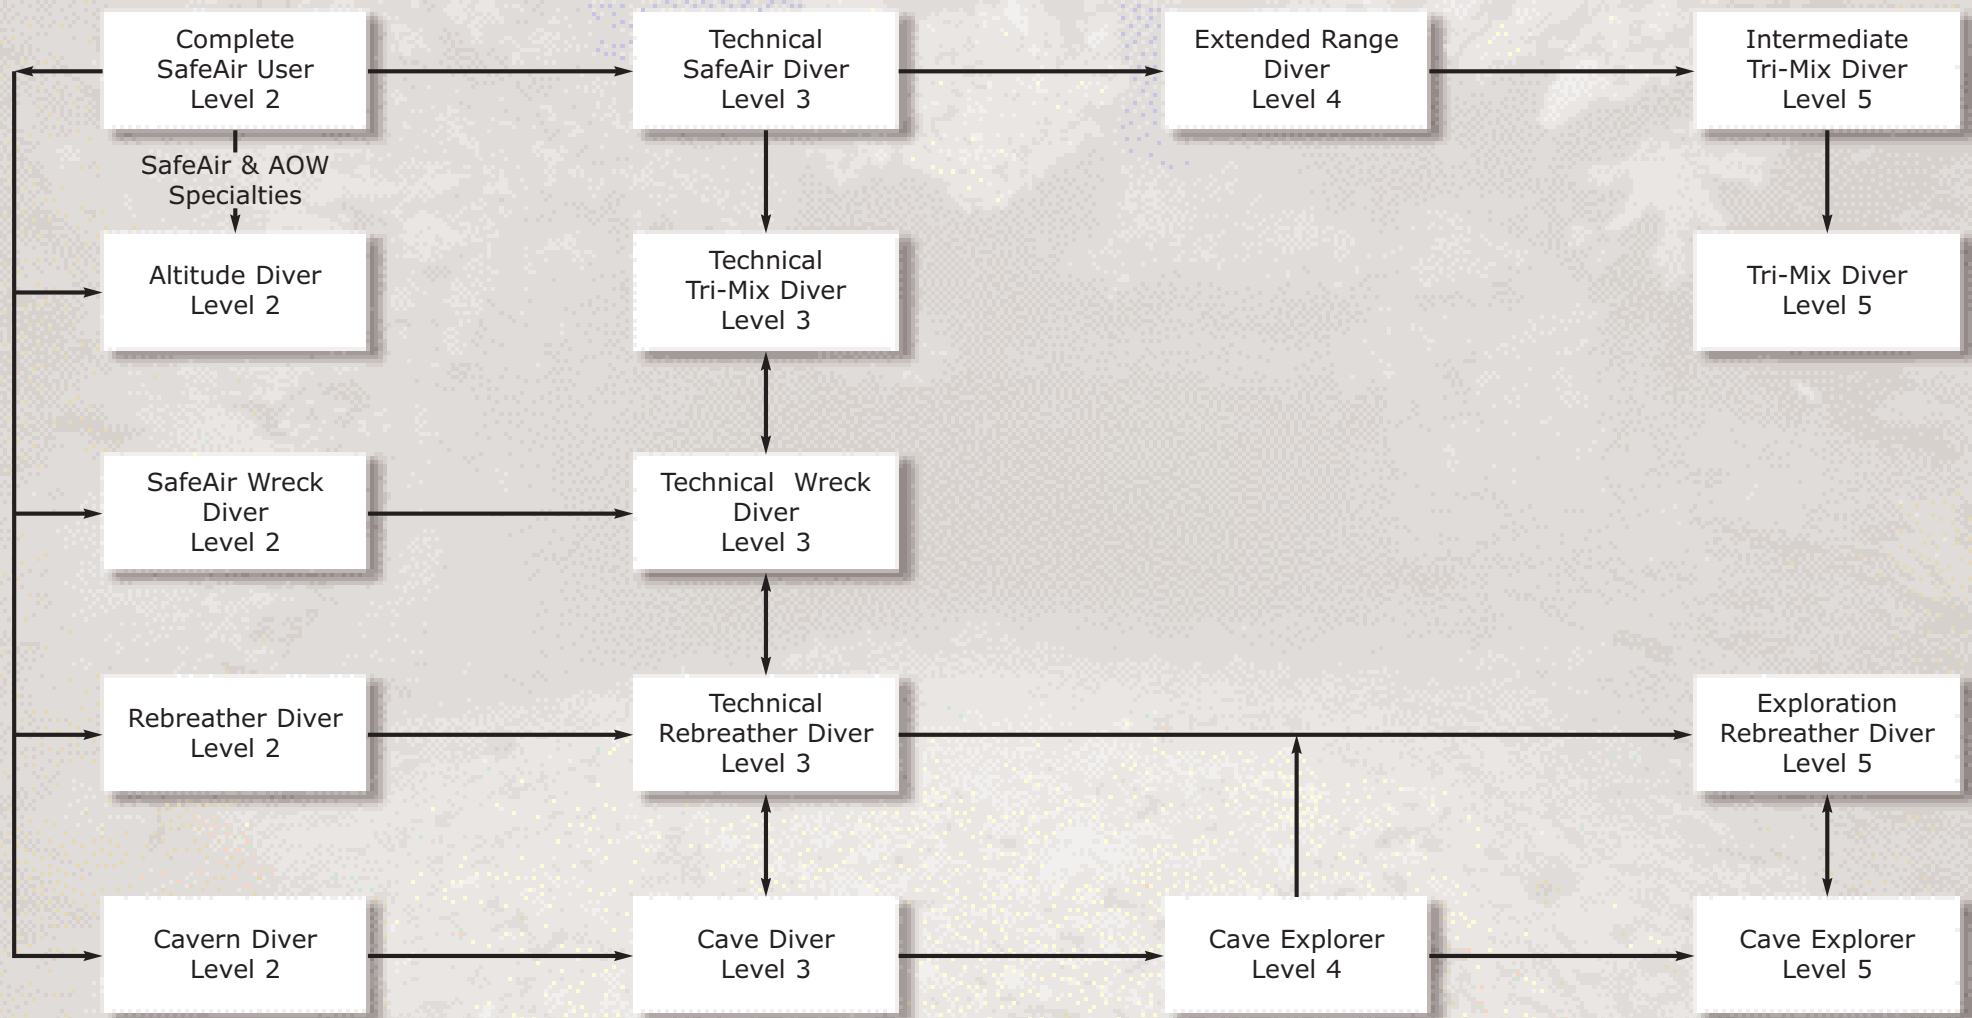 Complete
SafeAir User
Level 2
Technical
SafeAir Diver
Level 3
Extended Range
Diver
Level 4
Intermediate
Tri-Mix Diver
Level 5
SafeAir & AOW
Specialties
Altitude Diver
Level 2
Technical
Tri-Mix Diver
Level 3
Tri-Mix Diver
Level 5
SafeAir Wreck
Diver
Level 2
Technical Wreck
Diver
Level 3
Rebreather Diver
Level 2
Technical
Rebreather Diver
Level 3
Exploration
Rebreather Diver
Level 5
Cavern Diver
Level 2
Cave Diver
Level 3
Cave Explorer
Level 4
Cave Explorer
Level 5